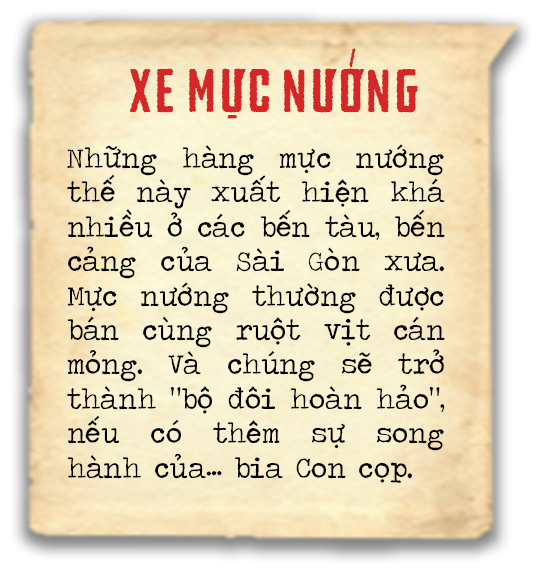 XE MỰC NƯỚNG
Những hàng mực nướng
thế này xuất hiện khá
nhiều ở các bến tàu, bến
cảng của Sài Gòn xưa.
Mực nướng thường được
bán cùng ruột vịt cán
mỏng. Và chúng sẽ trở
thành "bộ đôi hoàn hảo",
nếu có thêm sự song
hành của... bia Con cọp.